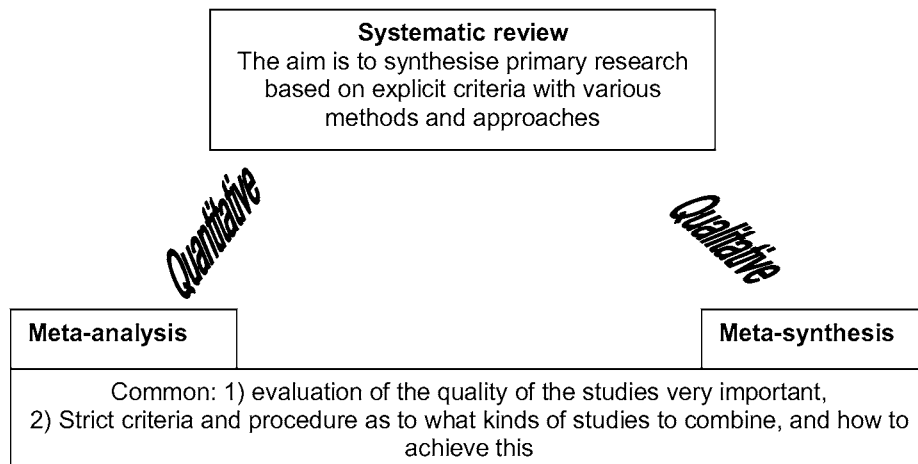 Systematic review
The aim is to synthesise primary research
based on explicit criteria with various
methods and approaches
Quantitative
Qualitative
Meta-analysis
Meta-synthesis
Common: 1) evaluation of the quality of the studies very important,
2) Strict criteria and procedure as to what kinds of studies to combine, and how to
achieve this